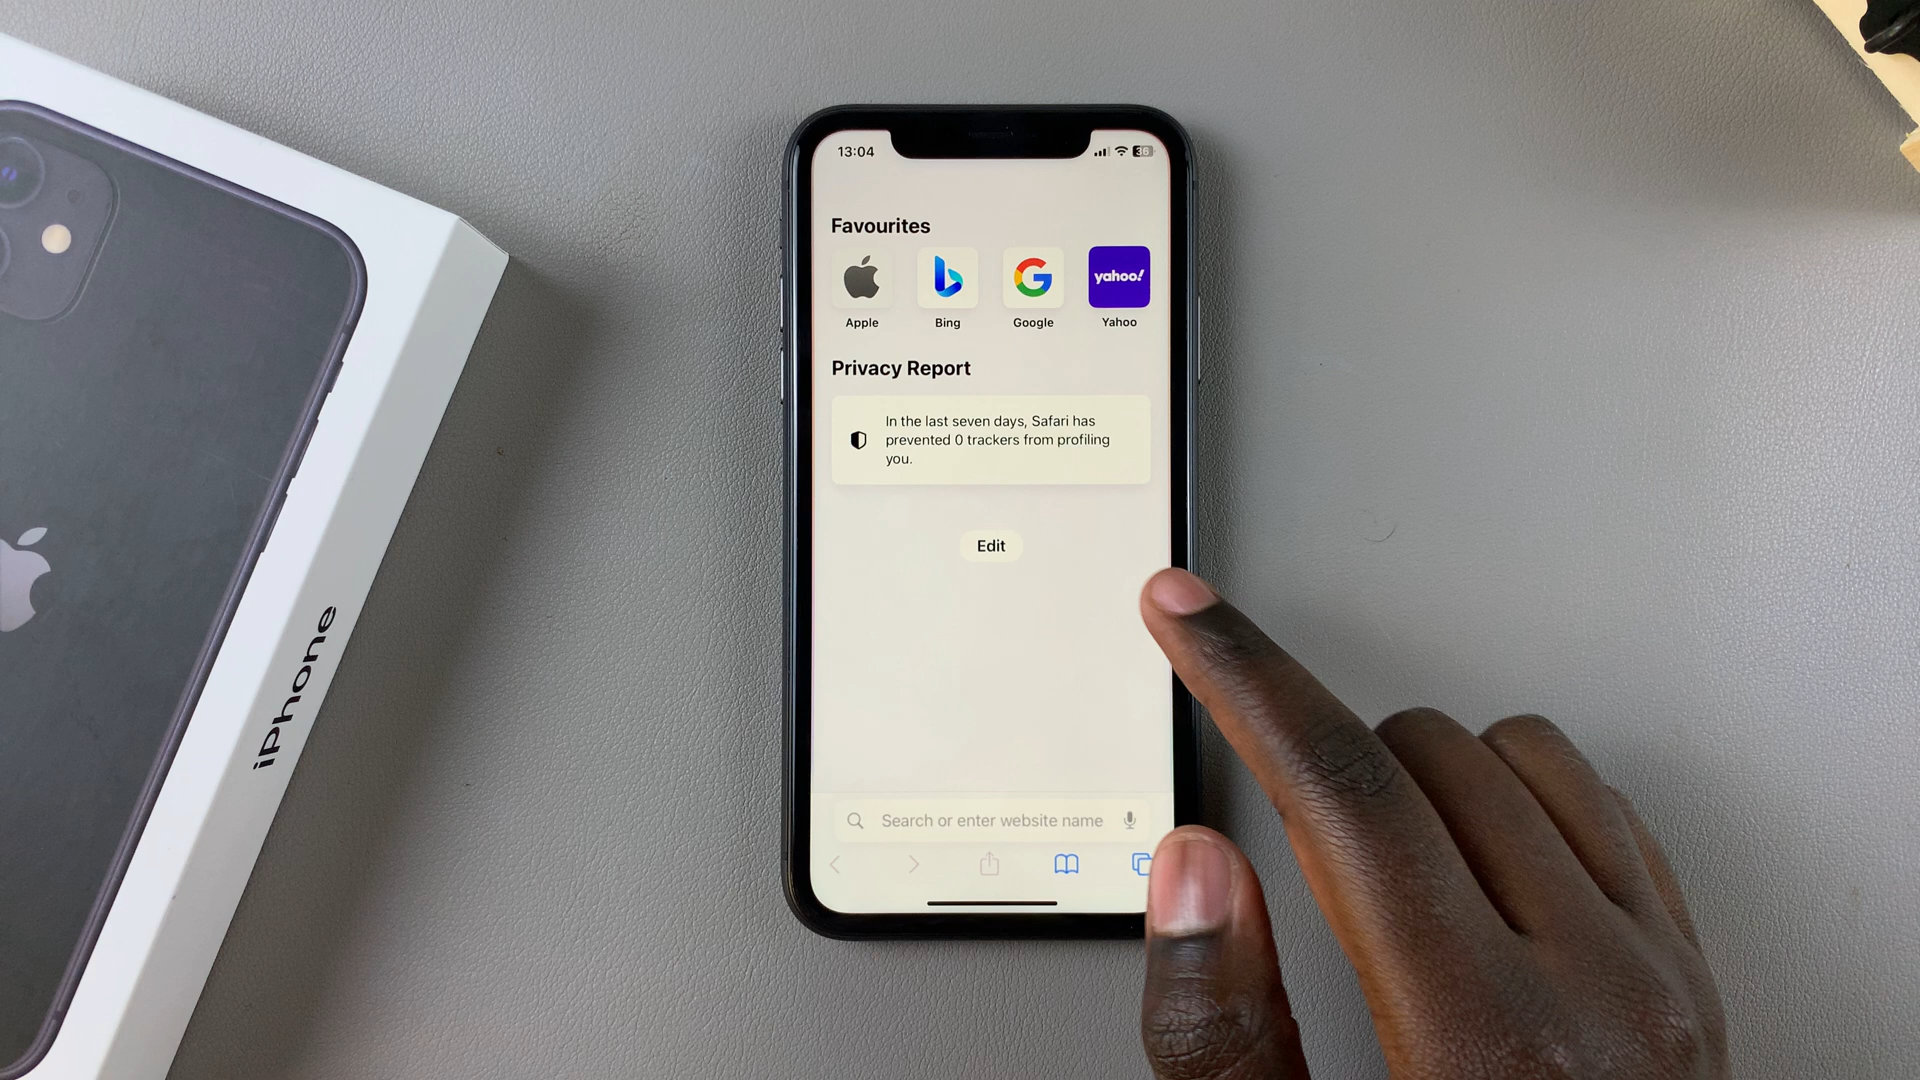 13:04
36
Favourites
yahoo!
Apple
Bing
Google
Yahoo
Privacy Report
In the last seven days, Safari has
prevented 0 trackers from profiling
you.
Edit
Search or enter website name
iPhone